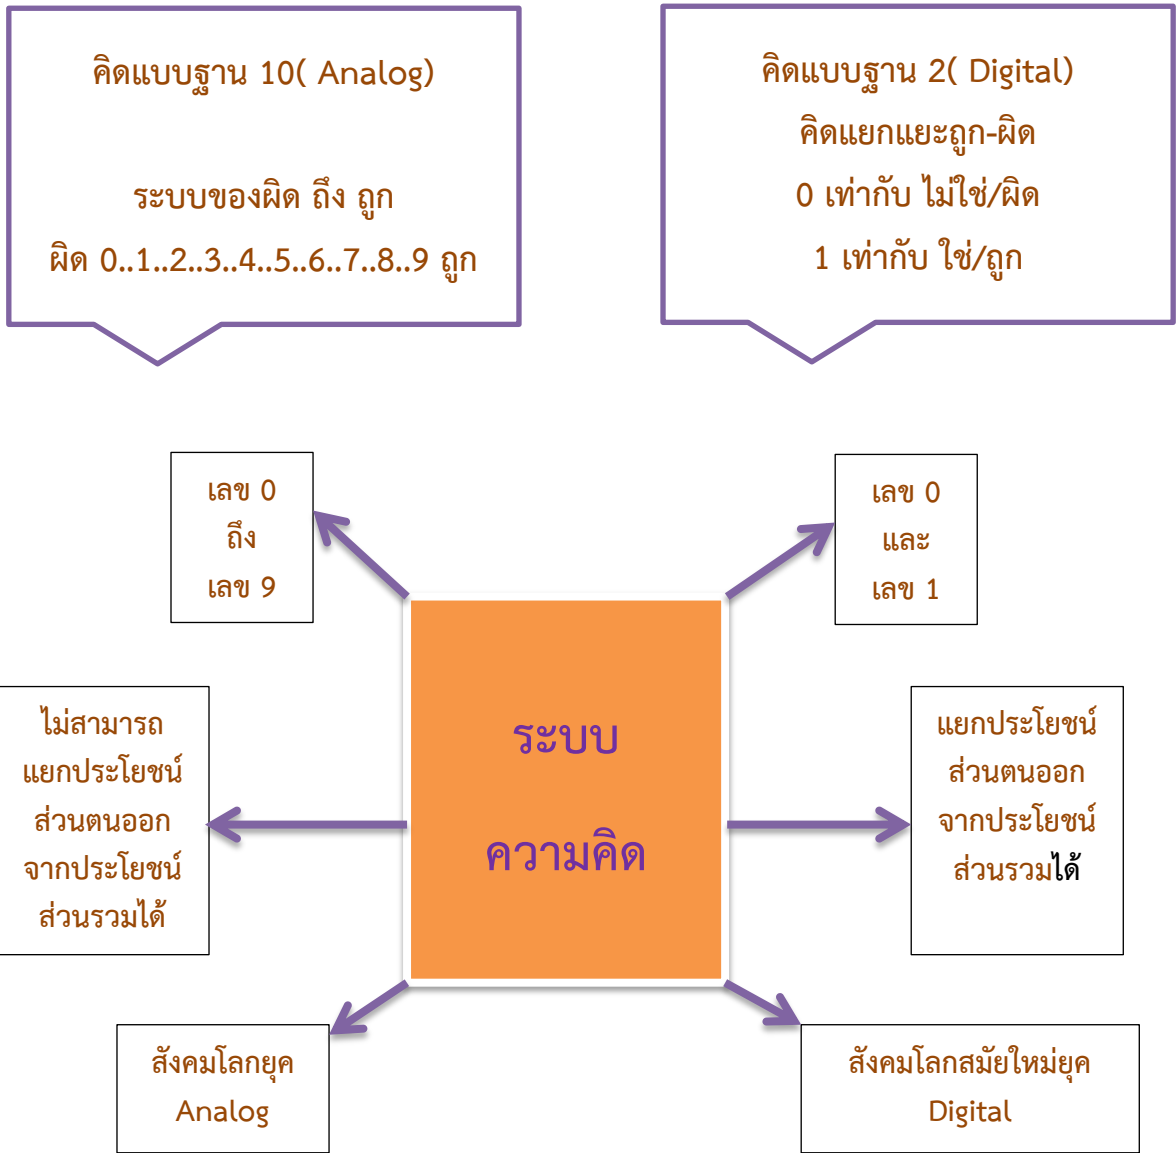 คิดแบบฐาน 10( Analog)
ระบบของผิด ถึง ถูก
ผิด 0..1..2..3..4..5..6..7..8..9 ถูก
คิดแบบฐาน 2( Digital)
คิดแยกแยะถูก-ผิด
0 เท่ากับ ไม่ใช่/ผิด
1 เท่ากับ ใช่/ถูก
เลข 0
ถึง
เลข 9
เลข 0
และ
เลข 1
ไม่สามารถ
แยกประโยชน์
ส่วนตนออก
จากประโยชน์
ส่วนรวมได้
ระบบ
ความคิด
แยกประโยชน์
ส่วนตนออก
จากประโยชน์
ส่วนรวมได้
สังคมโลกยุค
Analog
สังคมโลกสมัยใหม่ยุค
Digital